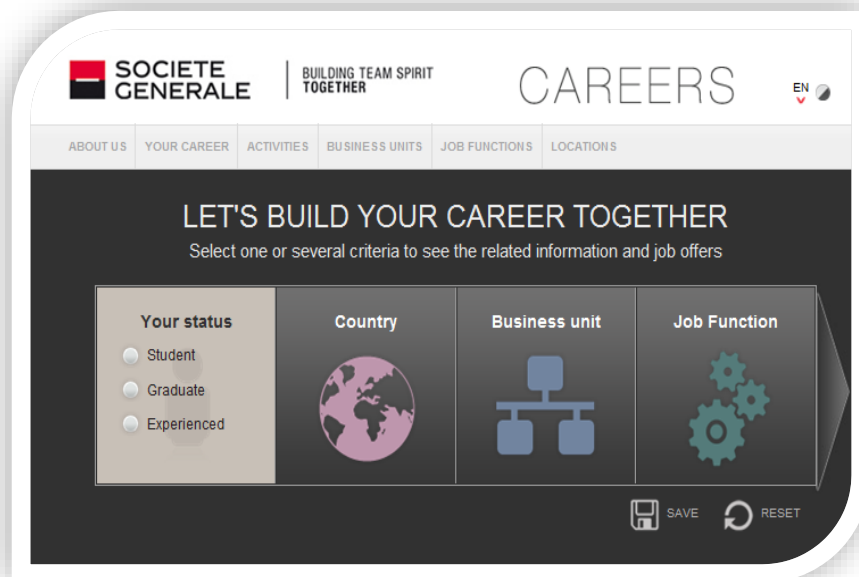 SOCIETE
GENERALE
BUILDING TEAM SPIRIT
TOGETHER
CAREERS
EN
ABOUT US
YOUR CAREER
ACTIVITIES
BUSINESS UNITS
JOB FUNCTIONS
LOCATIONS
LET'S BUILD YOUR CAREER TOGETHER
Select one or several criteria to see the related information and job offers
Your status
Student
Graduate
Experienced
Country
Business unit
Job Function
SAVE
RESET